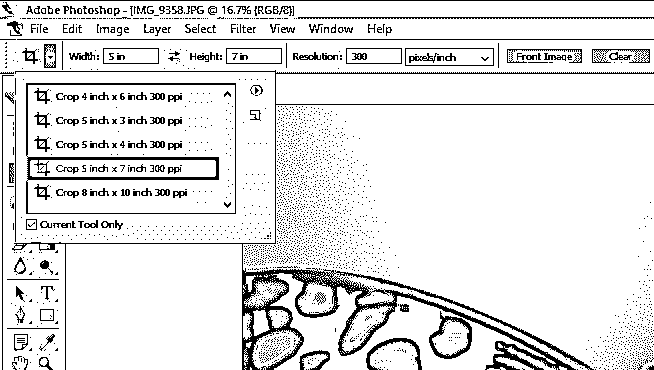 Adobe Photoshop - [IMG_9358.JPG @ 16.7% (RGB/8)]
File Edit Image Layer Select Filter View Window Help
Width: 5 in Height: 7 in Resolution: 300 pixels/inch Front Image Clear
Crop 4 inch x 6 inch 300 ppi
Crop 5 inch x 3 inch 300 ppi
Crop 5 inch x 4 inch 300 ppi
Crop 5 inch x 7 inch 300 ppi
Crop 8 inch x 10 inch 300 ppi
Current Tool Only